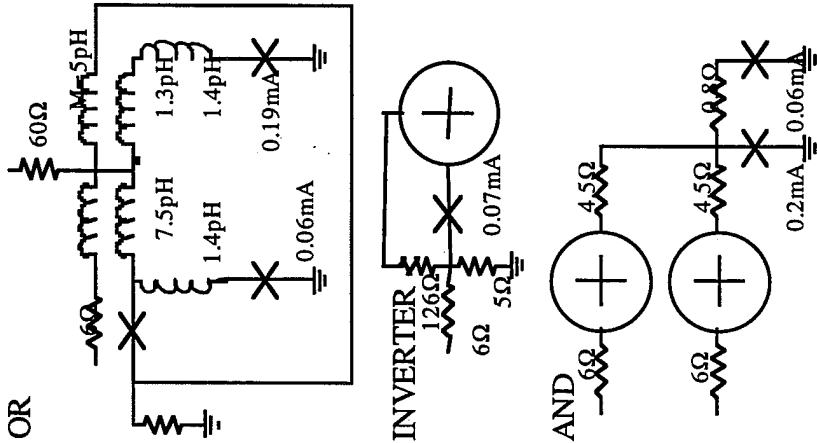 OR
60Ω
6Ω
M=5pH
7.5pH
1.3pH
1.4pH
1.4pH
0.19mA
0.06mA
INVERTER
126Ω
6Ω
5Ω
0.07mA
AND
6Ω
4.5Ω
6Ω
4.5Ω
0.8Ω
0.2mA
0.06mA